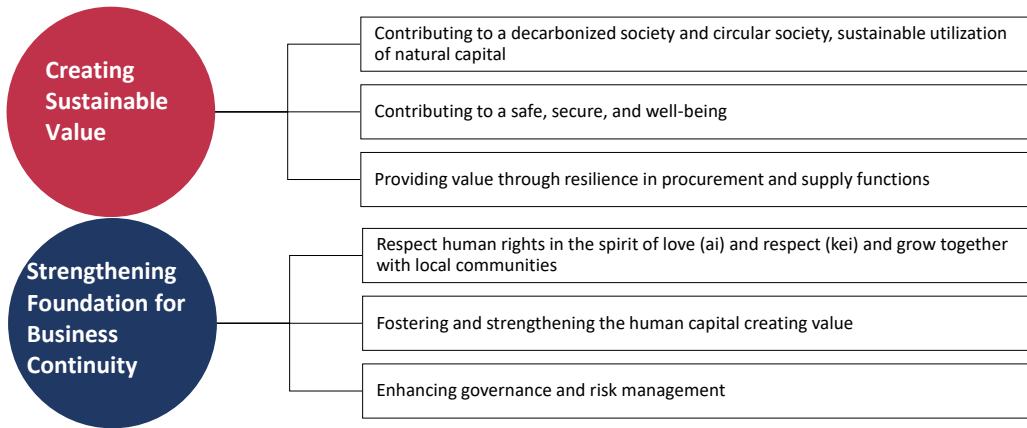 Creating
Sustainable
Value
Contributing to a decarbonized society and circular society, sustainable utilization
of natural capital
Contributing to a safe, secure, and well-being
Providing value through resilience in procurement and supply functions
Strengthening
Foundation for
Business
Continuity
Respect human rights in the spirit of love (ai) and respect (kei) and grow together
with local communities
Fostering and strengthening the human capital creating value
Enhancing governance and risk management